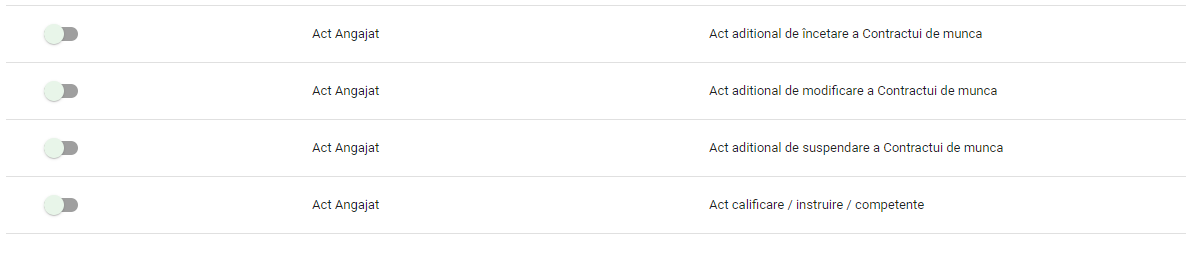 Act Angajat Act aditional de încetare a Contractui de munca
Act Angajat Act aditional de modificare a Contractui de munca
Act Angajat Act aditional de suspendare a Contractui de munca
Act Angajat Act calificare / instruire / competente